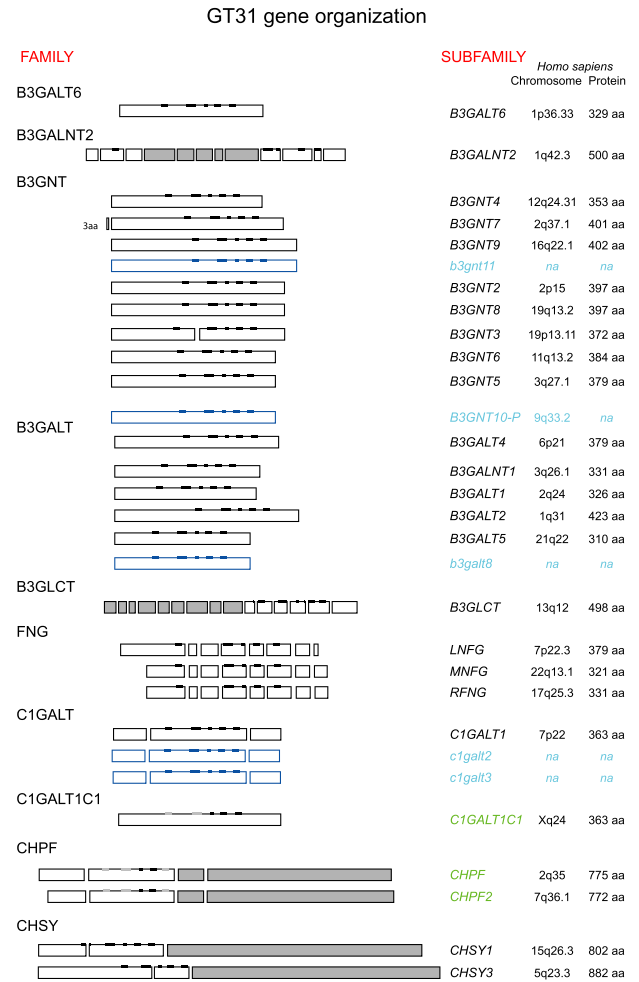 GT31 gene organization
FAMILY SUBFAMILY
Homo sapiens
Chromosome Protein
B3GALT6
B3GALT6 1p36.33 329 aa
B3GALNT2
B3GALNT2 1q42.3 500 aa
B3GNT
B3GNT4 12q24.31 353 aa
3aa B3GNT7 2q37.1 401 aa
B3GNT9 16q22.1 402 aa
b3gnt11 na na
B3GNT2 2p15 397 aa
B3GNT8 19q13.2 397 aa
B3GNT3 19p13.11 372 aa
B3GNT6 11q13.2 384 aa
B3GNT5 3q27.1 379 aa
B3GNT10-P 9q33.2 na
B3GALT
B3GALT4 6p21 379 aa
B3GALNT1 3q26.1 331 aa
B3GALT1 2q24 326 aa
B3GALT2 1q31 423 aa
B3GALT5 21q22 310 aa
b3galt8 na na
B3GLCT
B3GLCT 13q12 498 aa
FNG
LNFG 7p22.3 379 aa
MNFG 22q13.1 321 aa
RFNG 17q25.3 331 aa
C1GALT
C1GALT1 7p22 363 aa
c1galt2 na na
c1galt3 na na
C1GALT1C1
C1GALT1C1 Xq24 363 aa
CHPF
CHPF 2q35 775 aa
CHPF2 7q36.1 772 aa
CHSY
CHSY1 15q26.3 802 aa
CHSY3 5q23.3 882 aa